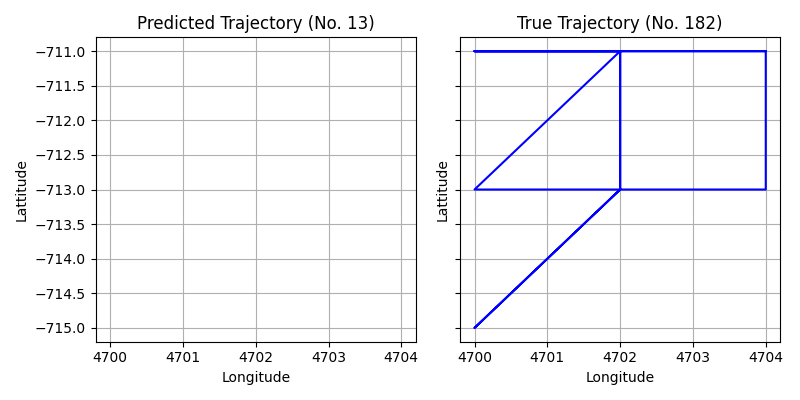 Predicted Trajectory (No. 13)
True Trajectory (No. 182)
−711.0
−711.5
−712.0
−712.5
−713.0
−713.5
−714.0
−714.5
−715.0
Lattitude
Lattitude
4700 4701 4702 4703 4704
4700 4701 4702 4703 4704
Longitude
Longitude